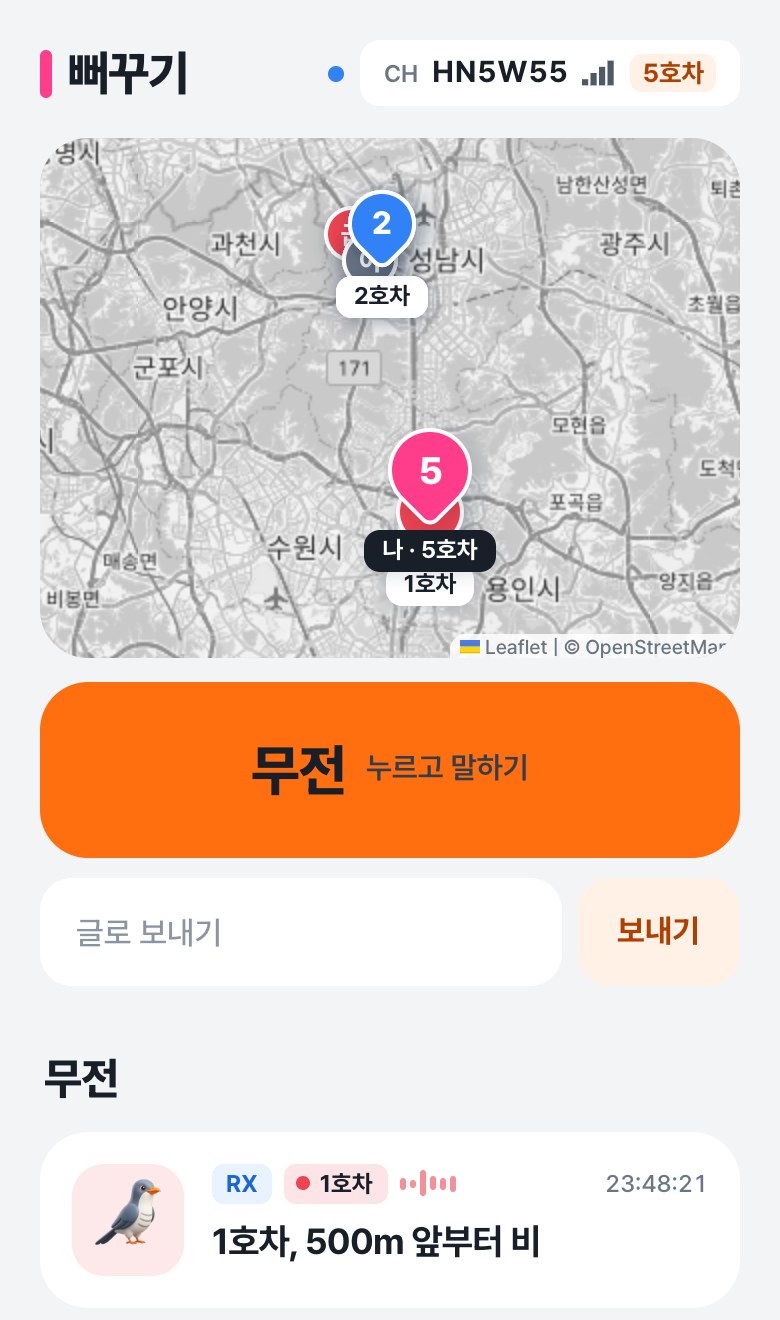 뻐꾸기
CH HN5W55 5호차
명시
남한산성면
퇴촌
과천시
2
성남시
광주시
2호차
안양시
초월읍
군포시
171
5
모현읍
포곡읍
수원시
나 · 5호차
매송면
1호차
용인시
양지읍
비봉면
Leaflet | © OpenStreetMap
무전 누르고 말하기
글로 보내기
보내기
무전
RX 1호차 23:48:21
1호차, 500m 앞부터 비